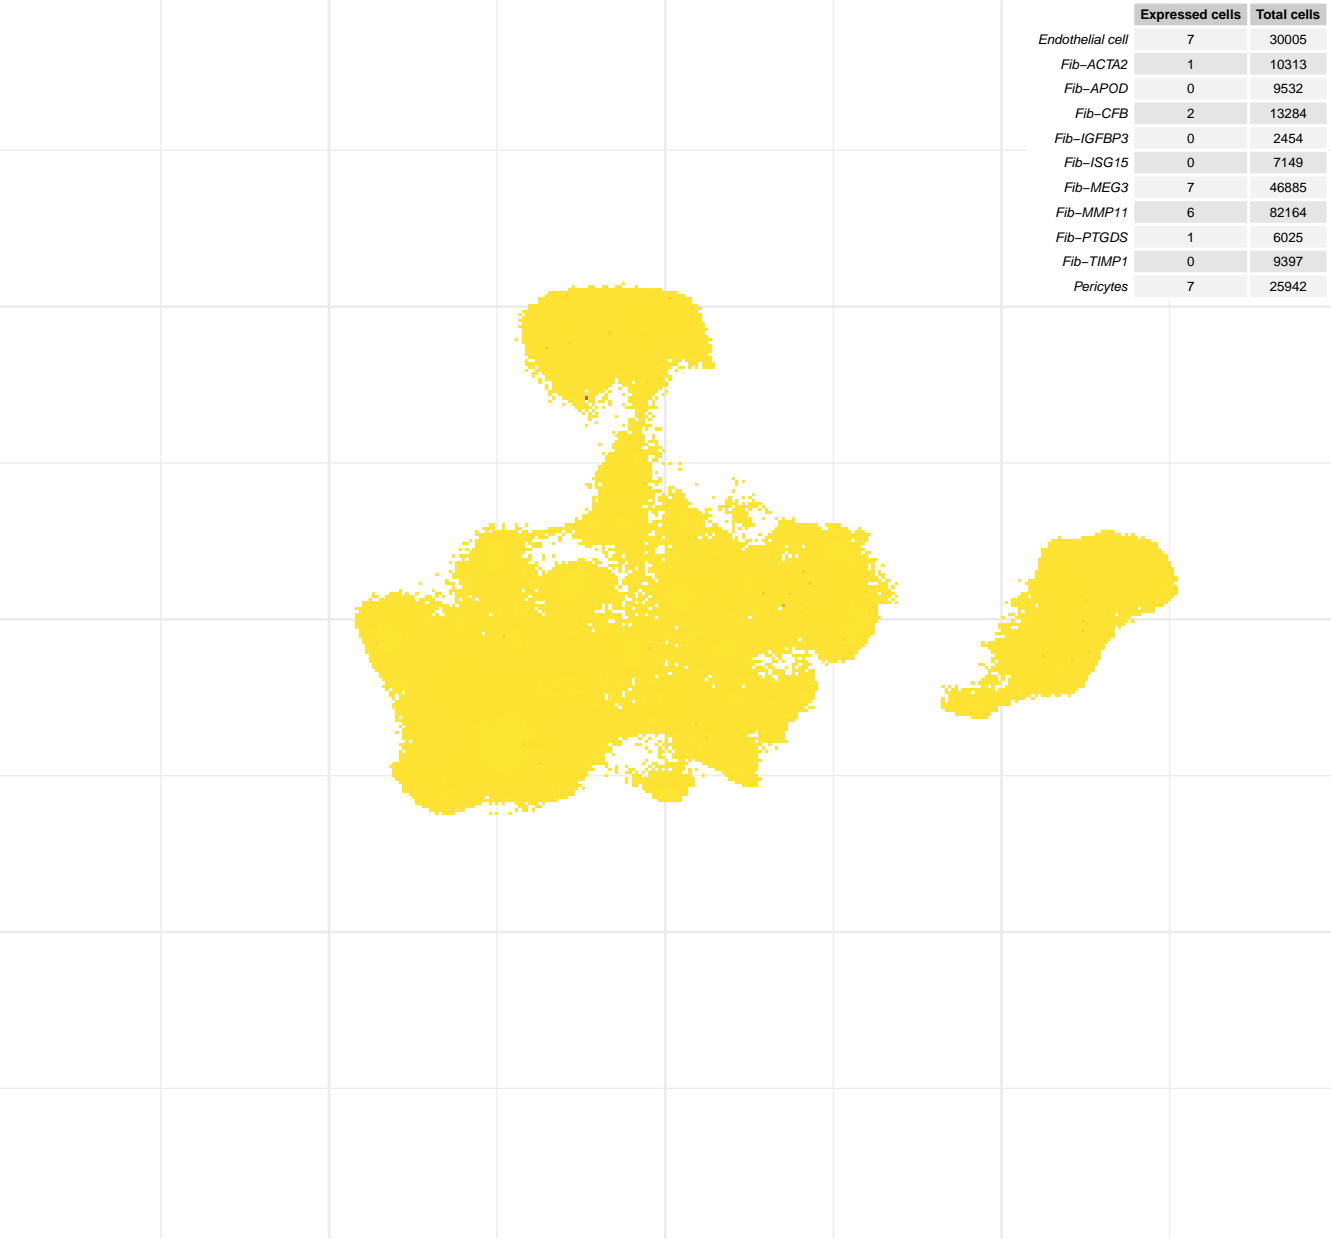 Expressed cells Total cells
Endothelial cell 7 30005
Fib−ACTA2 1 10313
Fib−APOD 0 9532
Fib−CFB 2 13284
Fib−IGFBP3 0 2454
Fib−ISG15 0 7149
Fib−MEG3 7 46885
Fib−MMP11 6 82164
Fib−PTGDS 1 6025
Fib−TIMP1 0 9397
Pericytes 7 25942